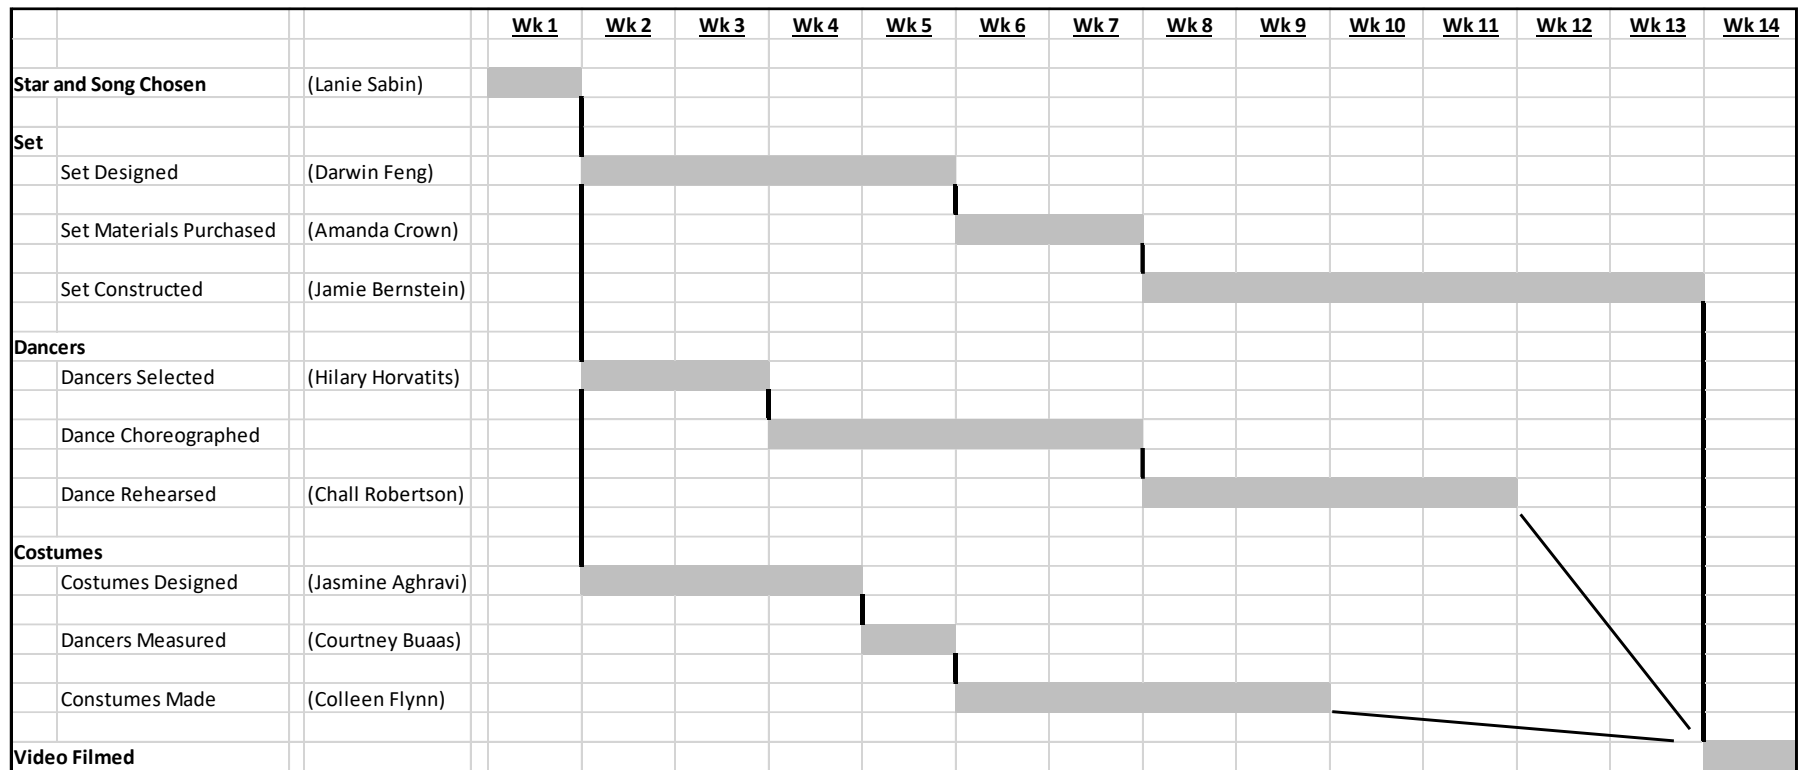 Wk 1 Wk 2 Wk 3 Wk 4 Wk 5 Wk 6 Wk 7 Wk 8 Wk 9 Wk 10 Wk 11 Wk 12 Wk 13 Wk 14
Star and Song Chosen (Lanie Sabin)
Set
Set Designed (Darwin Feng)
Set Materials Purchased (Amanda Crown)
Set Constructed (Jamie Bernstein)
Dancers
Dancers Selected (Hilary Horvatits)
Dance Choreographed
Dance Rehearsed (Chall Robertson)
Costumes
Costumes Designed (Jasmine Aghravi)
Dancers Measured (Courtney Buaas)
Constumes Made (Colleen Flynn)
Video Filmed